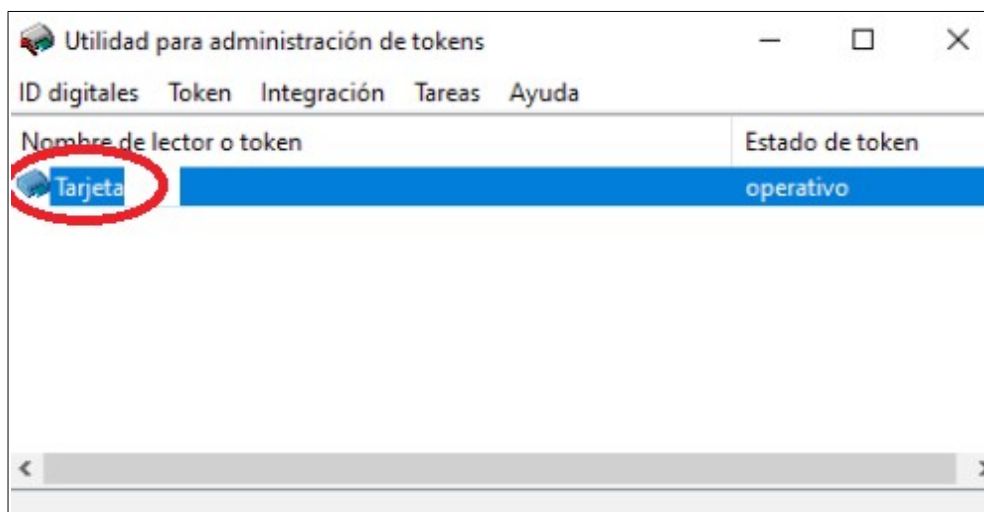 Utilidad para administración de tokens
ID digitales Token Integración Tareas Ayuda
Nombre de lector o token Estado de token
Tarjeta operativo